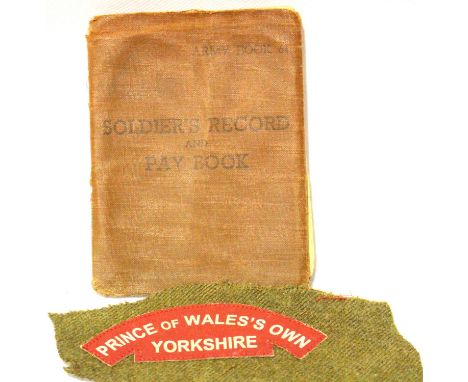 ARMY BOOK 64
SOLDIER'S RECORD
AND
PAY BOOK
PRINCE OF WALES'S OWN
YORKSHIRE